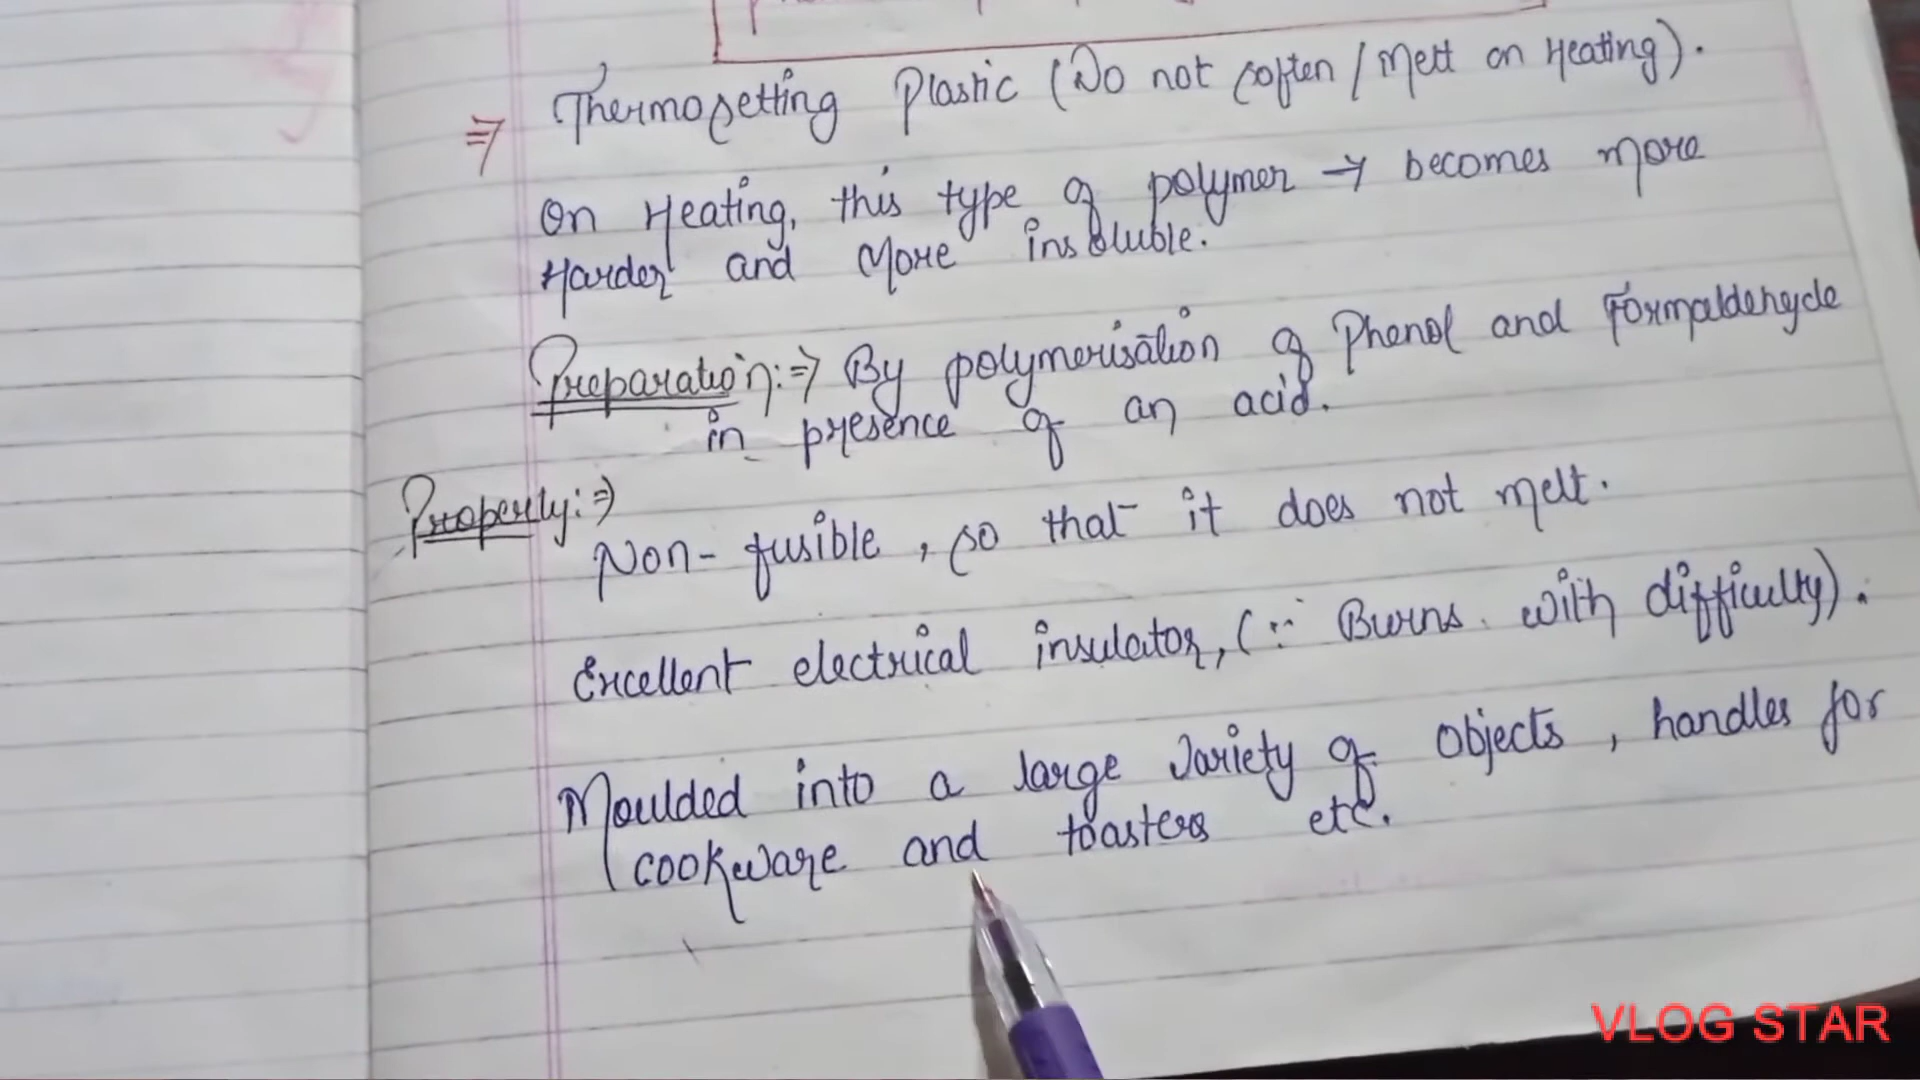 ⇒ Thermosetting Plastic (Do not soften / Melt on Heating).
On Heating, this type of polymer → becomes more
Harder and More insoluble.
Preparation:⇒ By polymerisation of Phenol and Formaldehyde
in presence of an acid.
Property:⇒
Non-fusible, so that it does not melt.
Excellent electrical insulator, (∵ Burns with difficulty).
Moulded into a large Variety of objects, handles for
cookware and toasters etc.
VLOG STAR